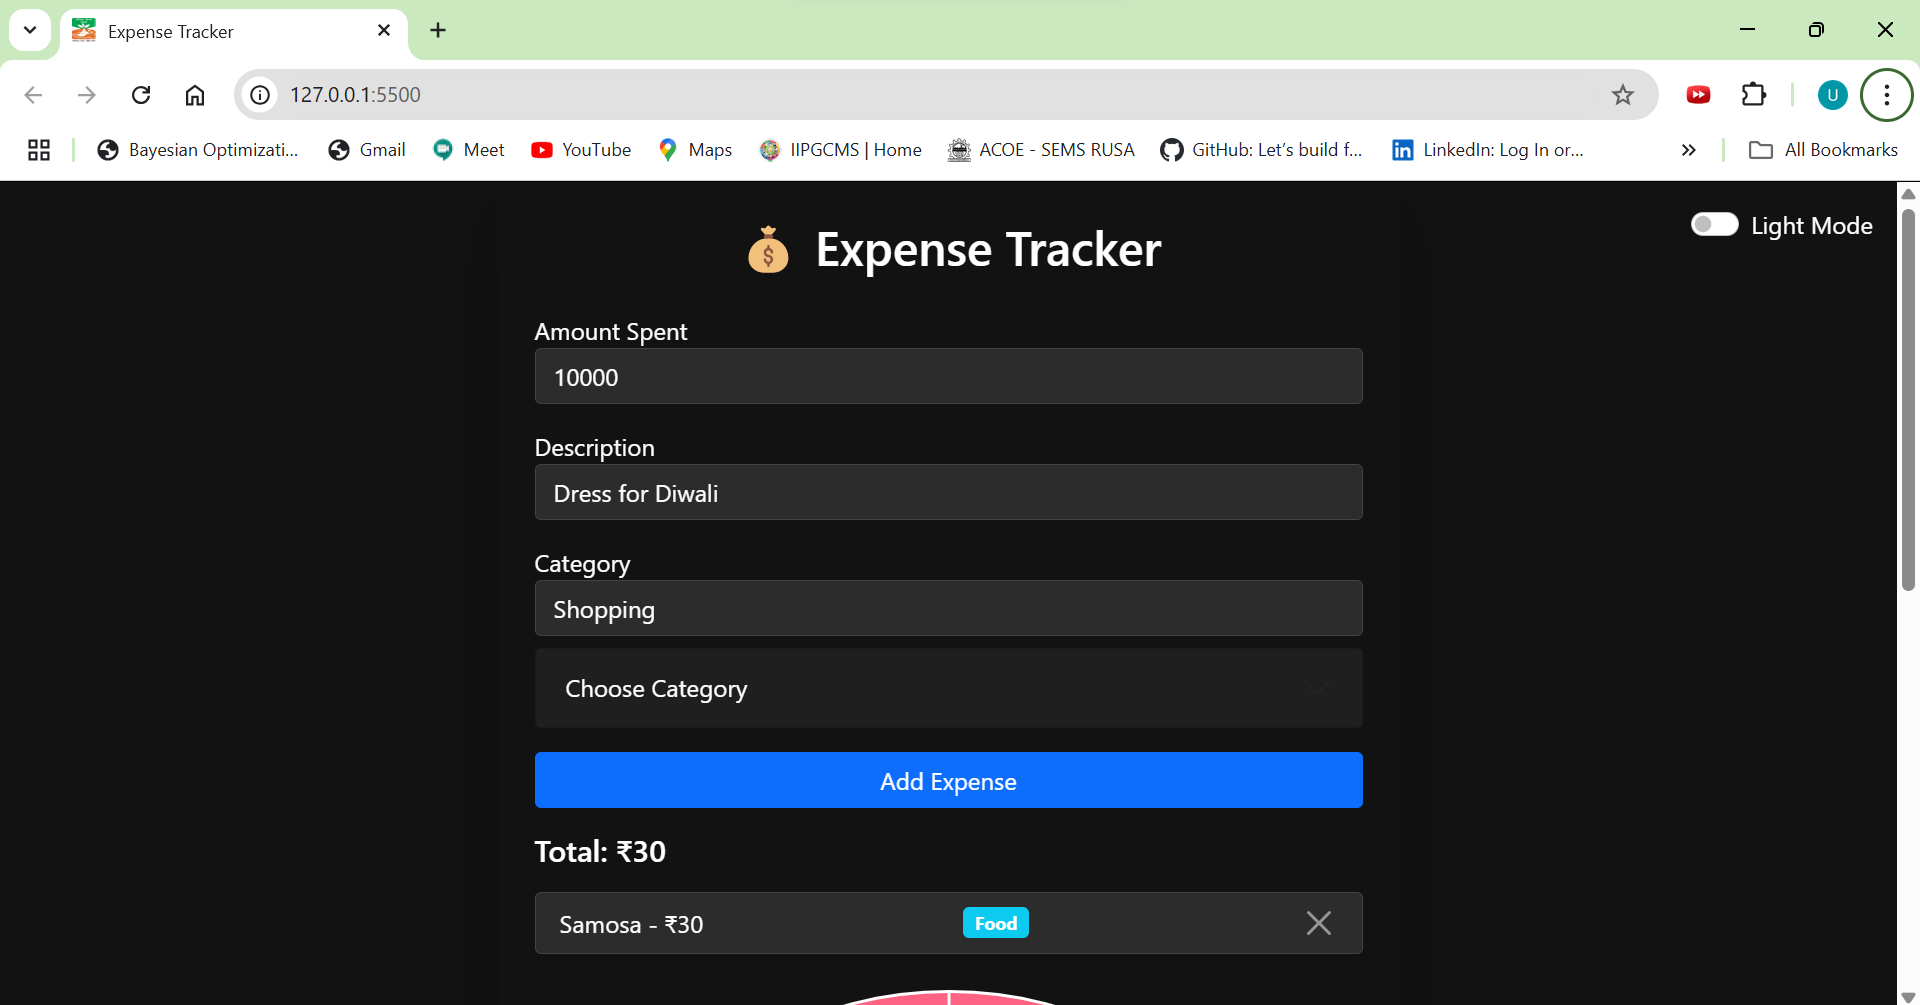 Expense Tracker
127.0.0.1:5500
U
Bayesian Optimizati...
Gmail
Meet
YouTube
Maps
IIPGCMS | Home
ACOE - SEMS RUSA
GitHub: Let's build f...
LinkedIn: Log In or...
All Bookmarks
Light Mode
Expense Tracker
Amount Spent
10000
Description
Dress for Diwali
Category
Shopping
Choose Category
Add Expense
Total: ₹30
Samosa - ₹30
Food